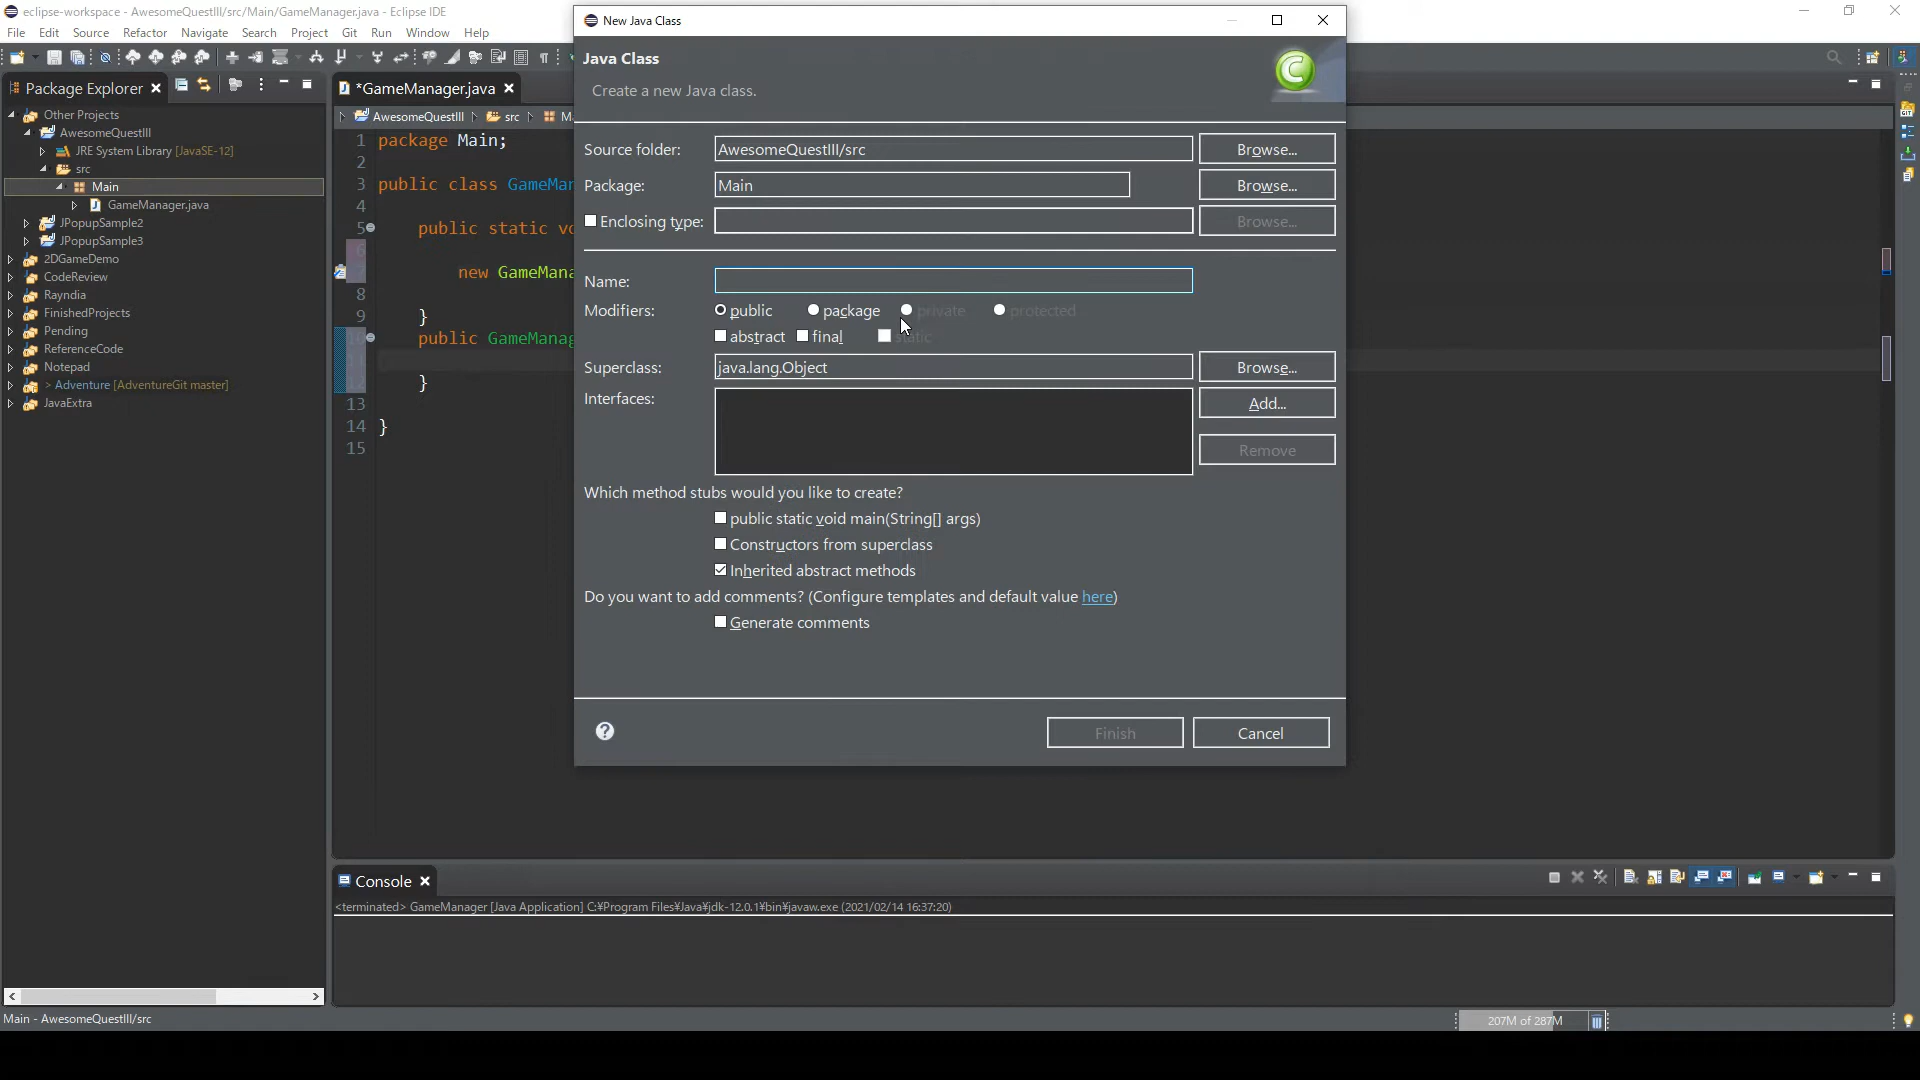 eclipse-workspace - AwesomeQuestIII/src/Main/GameManager.java - Eclipse IDE
File Edit Source Refactor Navigate Search Project Git Run Window Help
Package Explorer
Other Projects
AwesomeQuestIII
JRE System Library [JavaSE-12]
src
Main
GameManager.java
JPopupSample2
JPopupSample3
2DGameDemo
CodeReview
Rayndia
FinishedProjects
Pending
ReferenceCode
Notepad
> Adventure [AdventureGit master]
JavaExtra
*GameManager.java
AwesomeQuestIII src M
1 package Main;
2
3 public class GameMan
4
5 public static vo
6
7 new GameMana
8
9 }
10 public GameManag
}
13
14 }
15
New Java Class
Java Class
Create a new Java class.
Source folder: AwesomeQuestIII/src Browse...
Package: Main Browse...
Enclosing type: Browse...
Name:
Modifiers: public package private protected
abstract final static
Superclass: java.lang.Object Browse...
Interfaces: Add...
Remove
Which method stubs would you like to create?
public static void main(String[] args)
Constructors from superclass
Inherited abstract methods
Do you want to add comments? (Configure templates and default value here)
Generate comments
Finish Cancel
Console
<terminated> GameManager [Java Application] C:¥Program Files¥Java¥jdk-12.0.1¥bin¥javaw.exe (2021/02/14 16:37:20)
Main - AwesomeQuestIII/src
207M of 287M